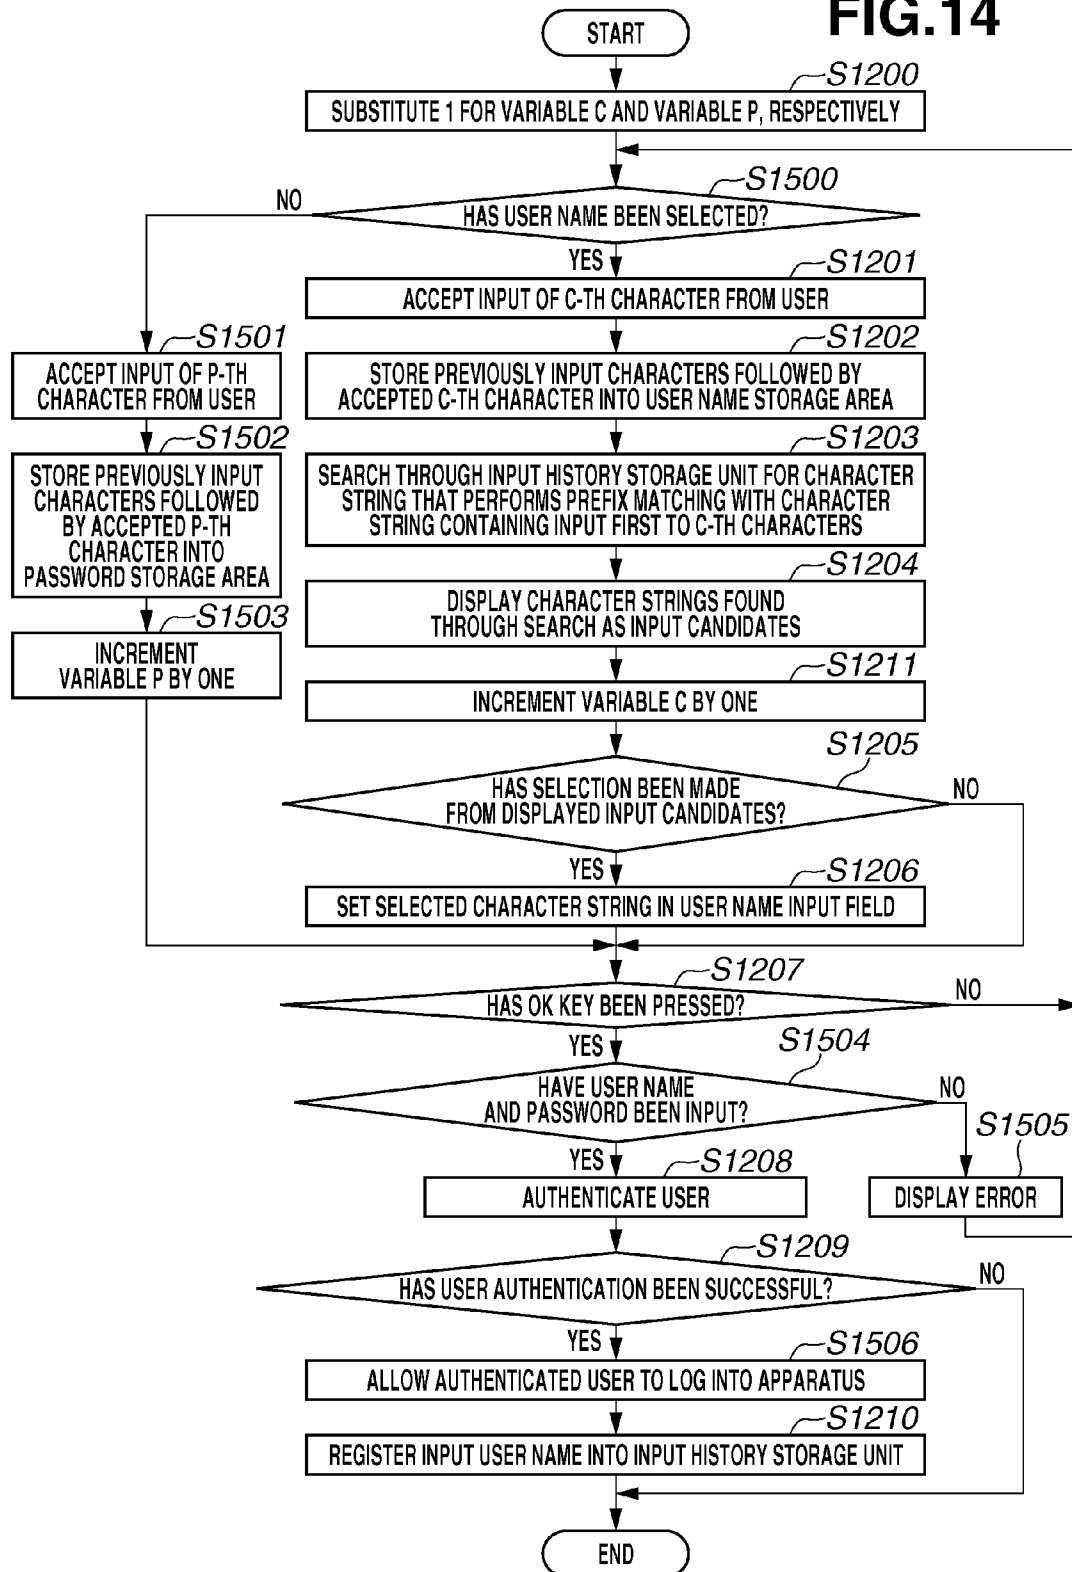 FIG.14
START
S1200
SUBSTITUTE 1 FOR VARIABLE C AND VARIABLE P, RESPECTIVELY
S1500
NO
HAS USER NAME BEEN SELECTED?
YES
S1201
ACCEPT INPUT OF C-TH CHARACTER FROM USER
S1501
ACCEPT INPUT OF P-TH
CHARACTER FROM USER
S1202
STORE PREVIOUSLY INPUT CHARACTERS FOLLOWED BY
ACCEPTED C-TH CHARACTER INTO USER NAME STORAGE AREA
S1502
STORE PREVIOUSLY INPUT
CHARACTERS FOLLOWED
BY ACCEPTED P-TH
CHARACTER INTO
PASSWORD STORAGE AREA
S1203
SEARCH THROUGH INPUT HISTORY STORAGE UNIT FOR CHARACTER
STRING THAT PERFORMS PREFIX MATCHING WITH CHARACTER
STRING CONTAINING INPUT FIRST TO C-TH CHARACTERS
S1204
DISPLAY CHARACTER STRINGS FOUND
THROUGH SEARCH AS INPUT CANDIDATES
S1503
INCREMENT
VARIABLE P BY ONE
S1211
INCREMENT VARIABLE C BY ONE
S1205
HAS SELECTION BEEN MADE
FROM DISPLAYED INPUT CANDIDATES?
NO
YES
S1206
SET SELECTED CHARACTER STRING IN USER NAME INPUT FIELD
S1207
HAS OK KEY BEEN PRESSED?
NO
YES
S1504
HAVE USER NAME
AND PASSWORD BEEN INPUT?
NO
S1505
DISPLAY ERROR
YES
S1208
AUTHENTICATE USER
S1209
HAS USER AUTHENTICATION BEEN SUCCESSFUL?
NO
YES
S1506
ALLOW AUTHENTICATED USER TO LOG INTO APPARATUS
S1210
REGISTER INPUT USER NAME INTO INPUT HISTORY STORAGE UNIT
END